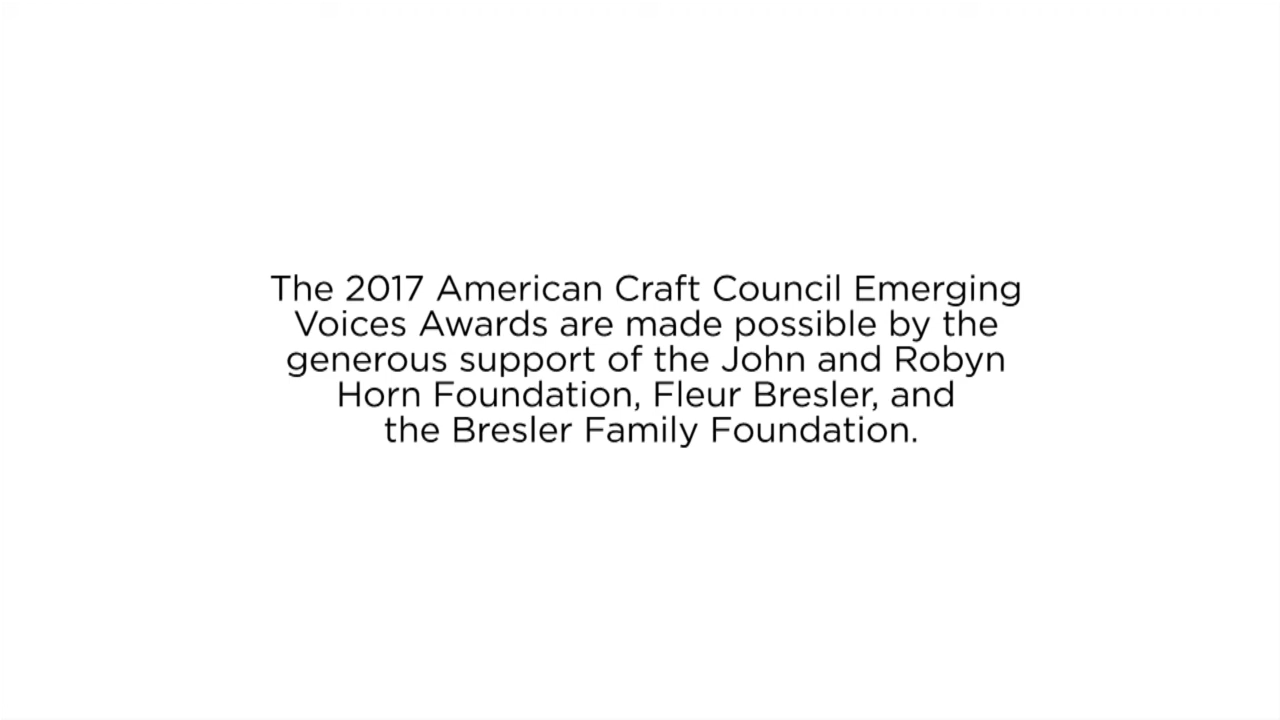 The 2017 American Craft Council Emerging
Voices Awards are made possible by the
generous support of the John and Robyn
Horn Foundation, Fleur Bresler, and
the Bresler Family Foundation.